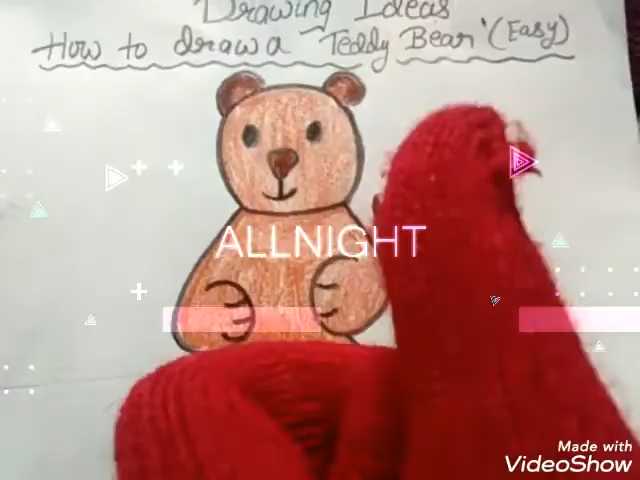 Drawing Ideas
How to draw a 'Teddy Bear' (Easy)
ALLNIGHT
Made with
VideoShow